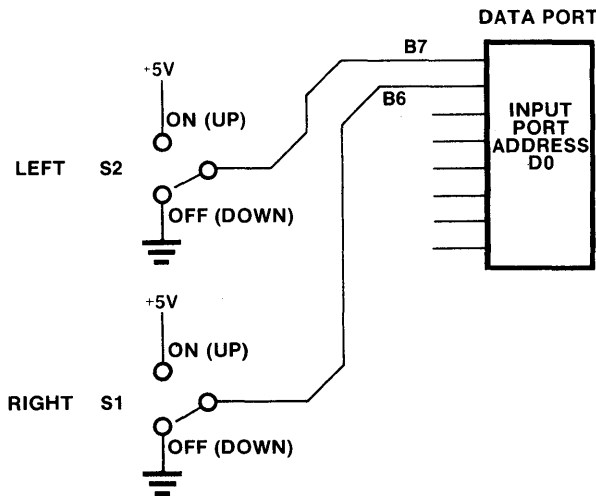 DATA PORT
B7
+5V
ON (UP)
B6
INPUT
PORT
ADDRESS
D0
LEFT S2
OFF (DOWN)
+5V
ON (UP)
RIGHT S1
OFF (DOWN)